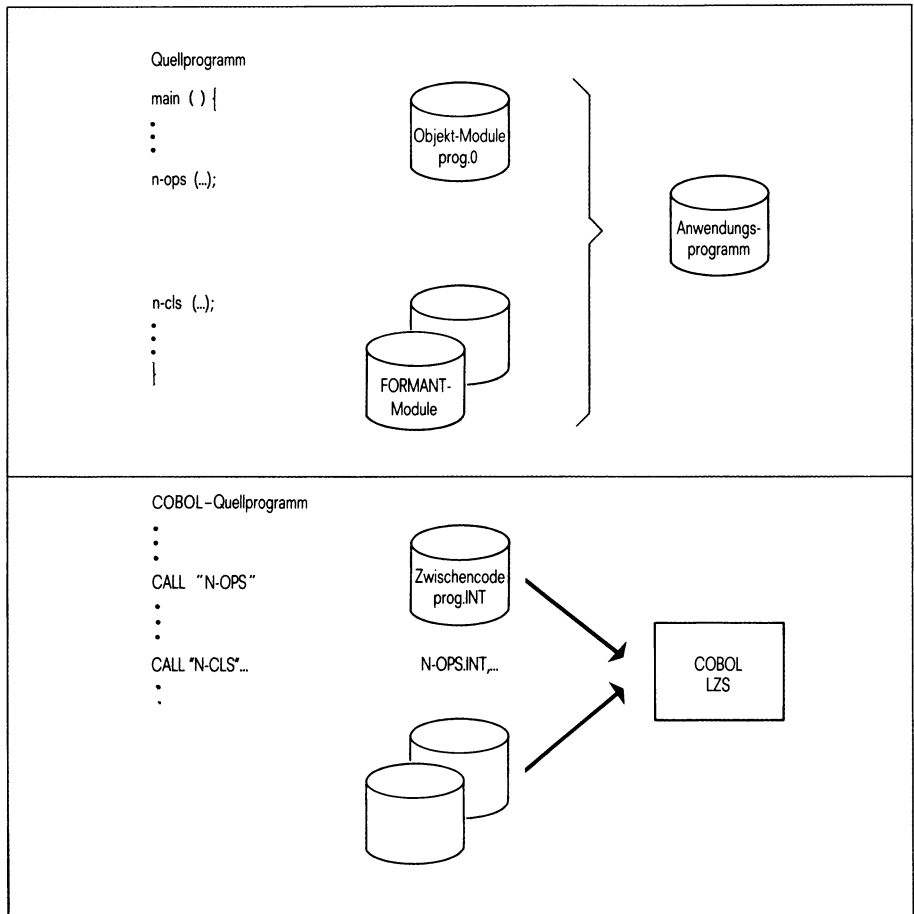 Quellprogramm
main ( ) {
n-ops (...);
n-cls (...);
}
Objekt-Module
prog.0
FORMANT-
Module
Anwendungs-
programm
COBOL-Quellprogramm
CALL "N-OPS"
CALL "N-CLS"...
Zwischencode
prog.INT
N-OPS.INT,...
COBOL
LZS